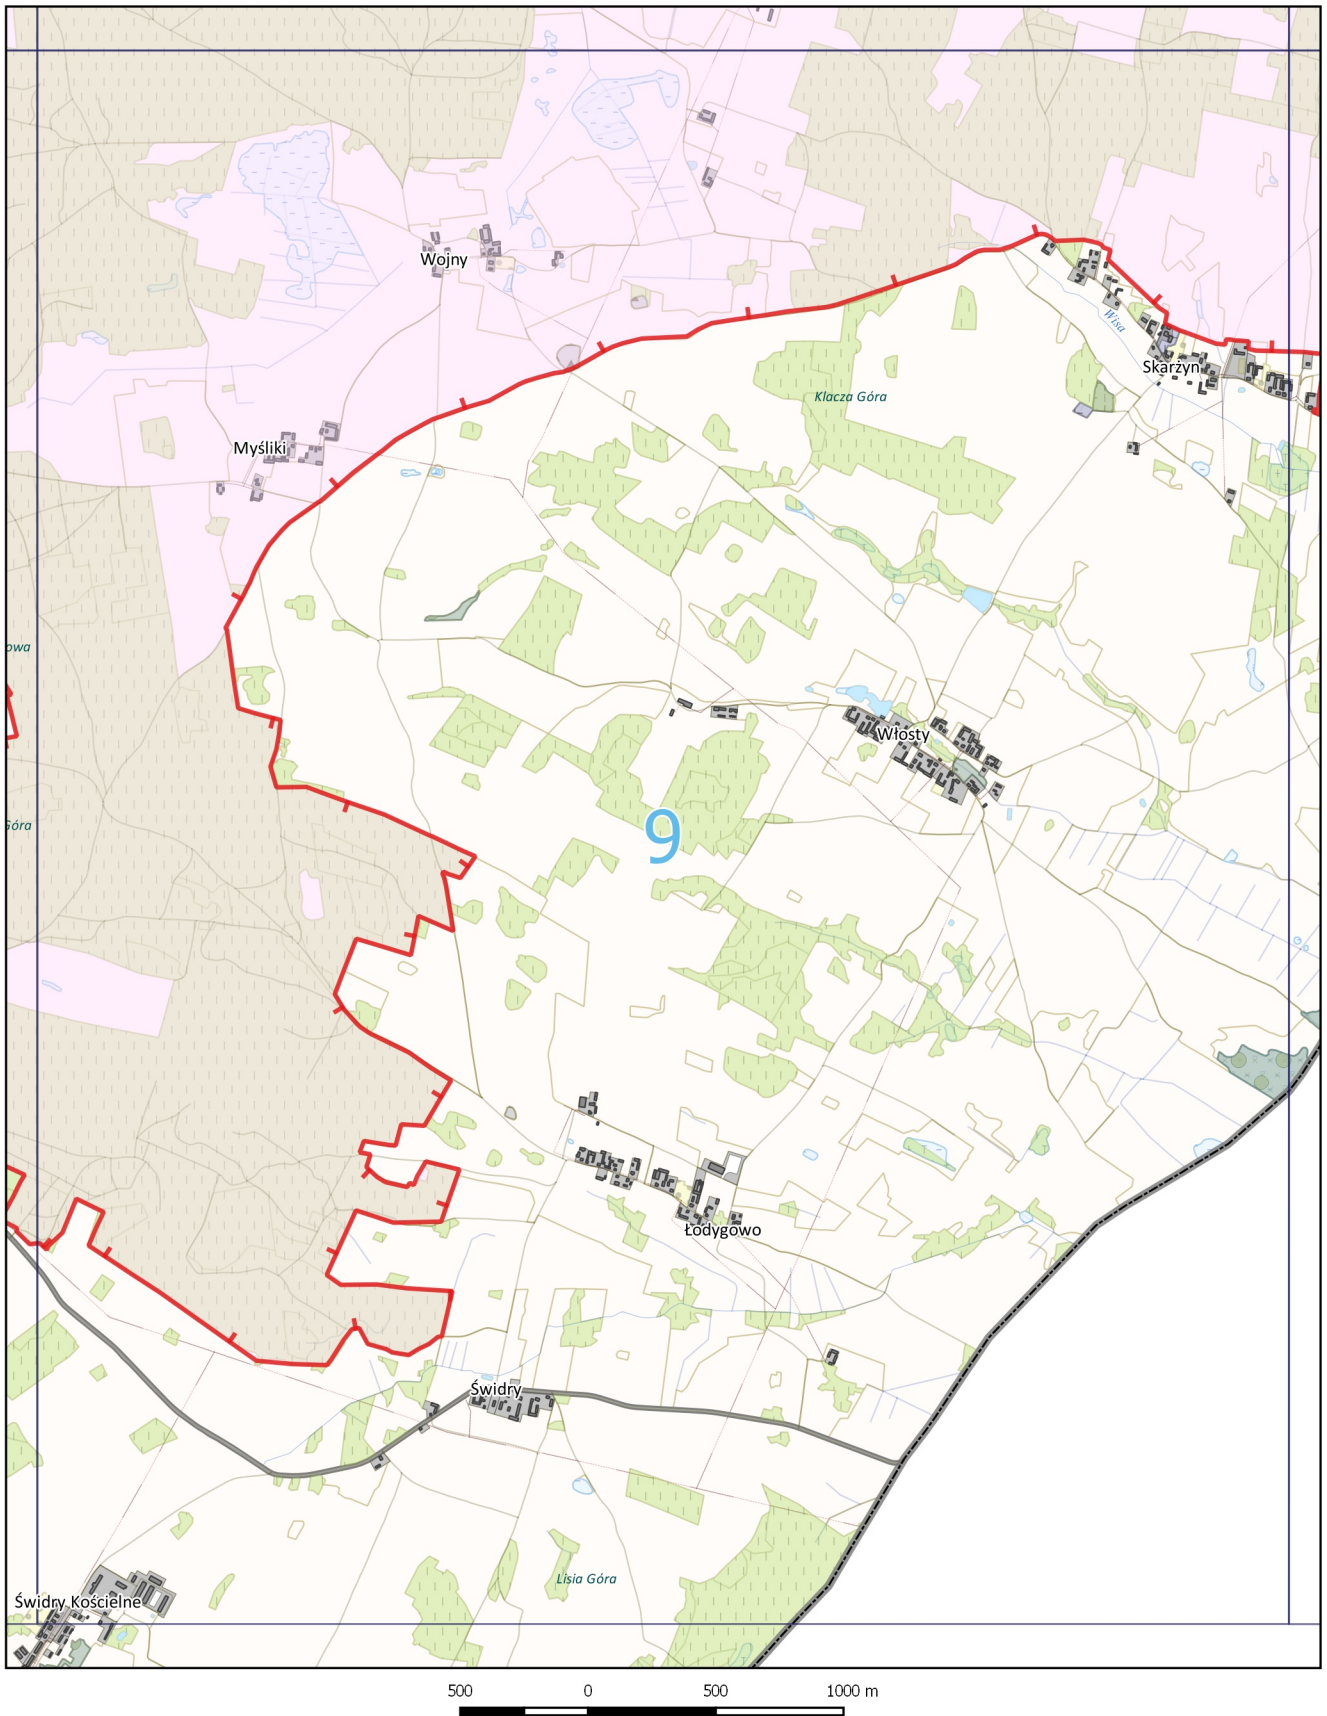 Wojny
Wisa
Skarżyn
Klacza Góra
Myśliki
owa
Włosty
Góra
9
Łodygowo
Świdry
Lisia Góra
Świdry Kościelne
500 0 500 1000 m